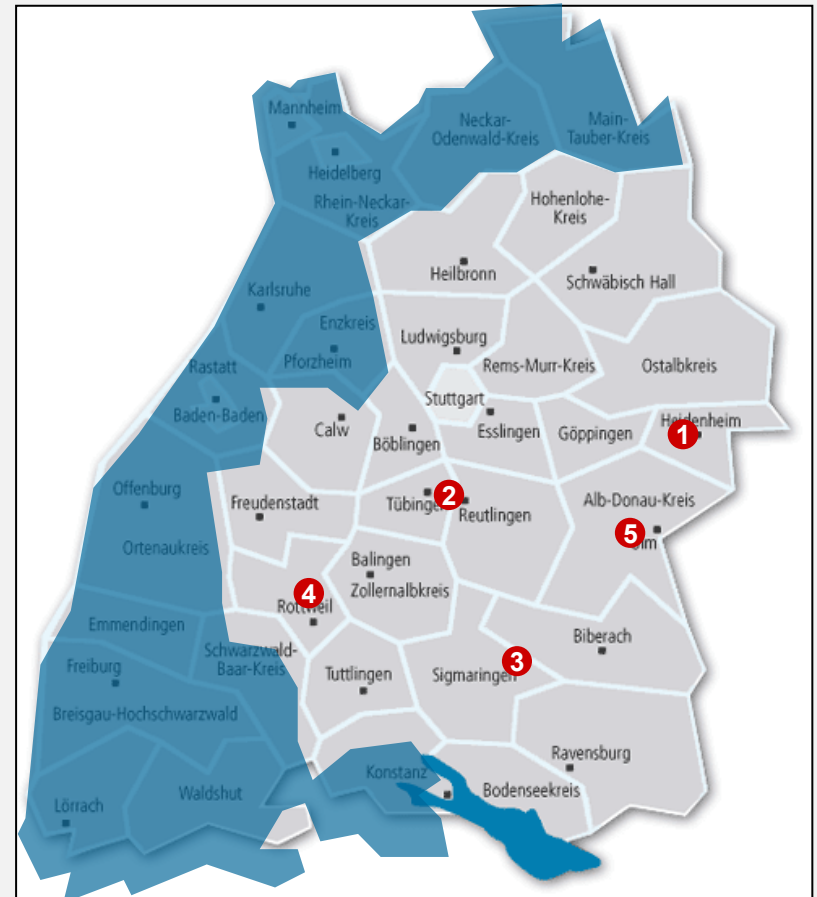 Mannheim
Neckar-
Odenwald-Kreis
Main-
Tauber-Kreis
Heidelberg
Rhein-Neckar-
Kreis
Hohenlohe-
Kreis
Heilbronn
Schwäbisch Hall
Karlsruhe
Enzkreis
Pforzheim
Ludwigsburg
Rems-Murr-Kreis
Ostalbkreis
Rastatt
Baden-Baden
Stuttgart
Calw
Böblingen
Esslingen
Göppingen
Heidenheim
1
Offenburg
Freudenstadt
Tübingen
2
Reutlingen
Alb-Donau-Kreis
5
Ulm
Ortenaukreis
Balingen
Zollernalbkreis
4
Rottweil
Emmendingen
Schwarzwald-
Baar-Kreis
Biberach
Freiburg
Tuttlingen
Sigmaringen
3
Breisgau-Hochschwarzwald
Ravensburg
Konstanz
Bodenseekreis
Waldshut
Lörrach